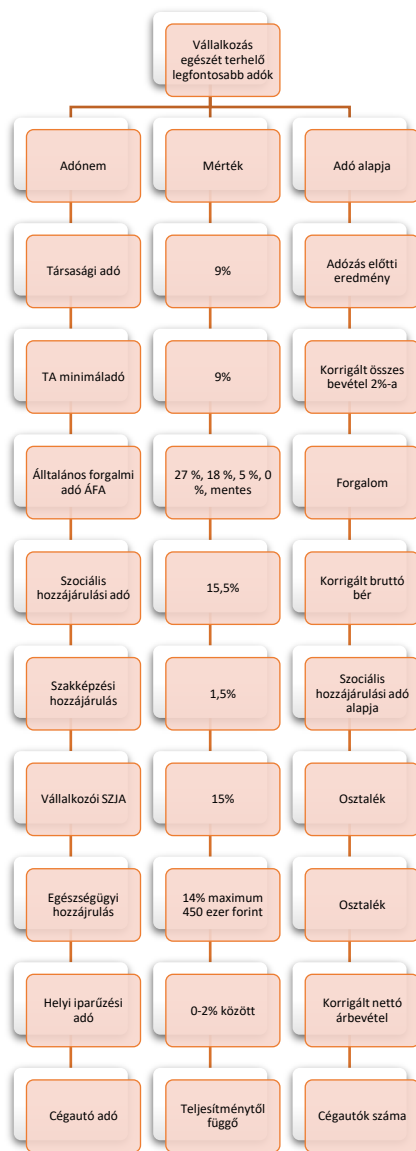 Vállalkozás
egészét terhelő
legfontosabb adók
Adónem
Mérték
Adó alapja
Társasági adó
9%
Adózás előtti
eredmény
TA minimáladó
9%
Korrigált összes
bevétel 2%-a
Álltalános forgalmi
adó ÁFA
27 %, 18 %, 5 %, 0
%, mentes
Forgalom
Szociális
hozzájárulási adó
15,5%
Korrigált bruttó
bér
Szakképzési
hozzájárulás
1,5%
Szociális
hozzájárulási adó
alapja
Vállalkozói SZJA
15%
Osztalék
Egészségügyi
hozzájrulás
14% maximum
450 ezer forint
Osztalék
Helyi iparűzési
adó
0-2% között
Korrigált nettó
árbevétel
Cégautó adó
Teljesítménytől
függő
Cégautók száma